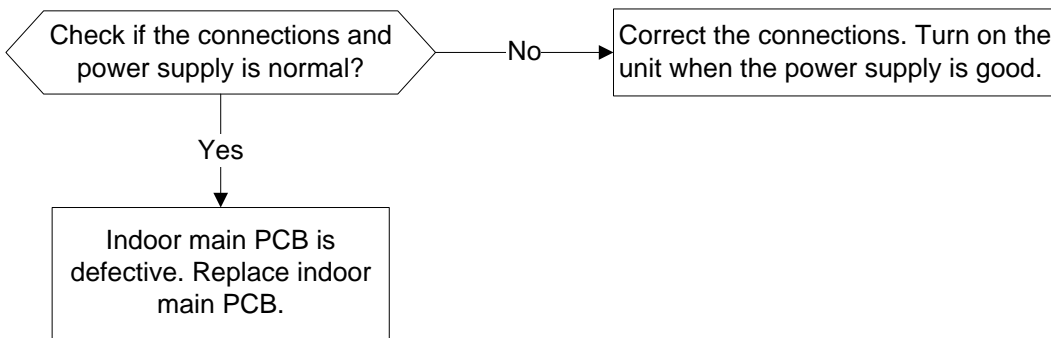 Check if the connections and
power supply is normal?
No
Correct the connections. Turn on the
unit when the power supply is good.
Yes
Indoor main PCB is
defective. Replace indoor
main PCB.